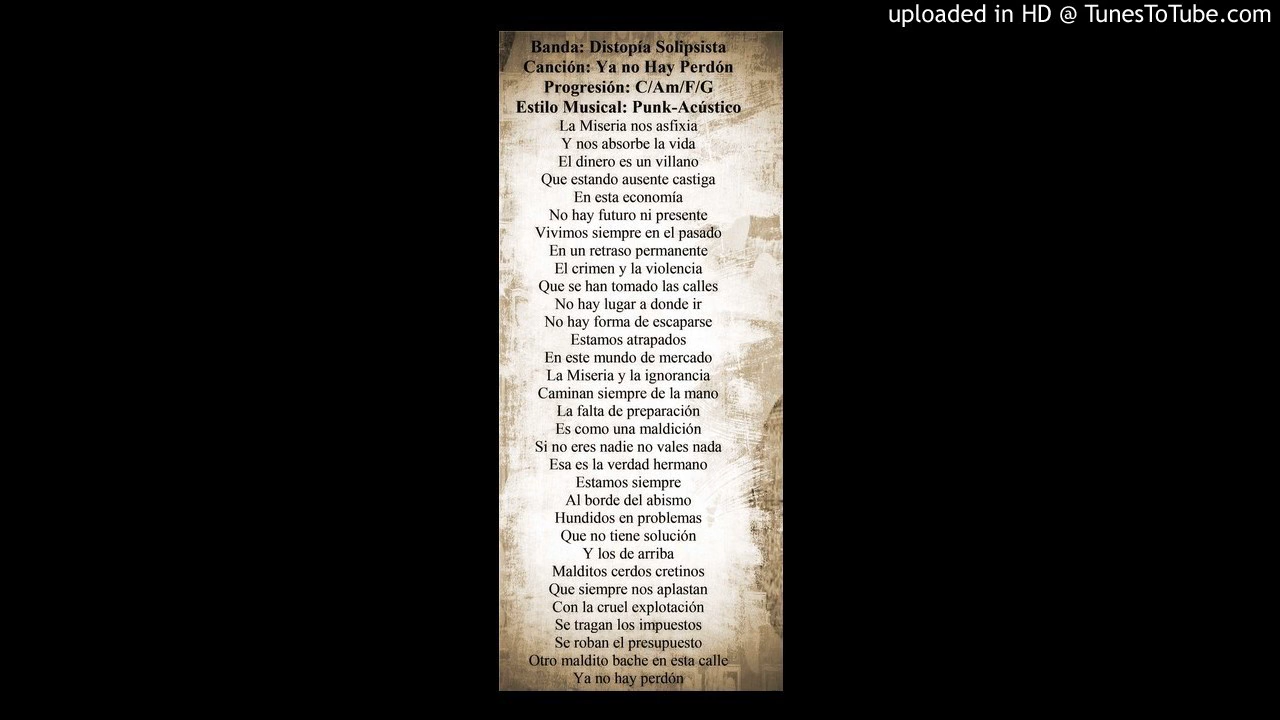 uploaded in HD @ TunesToTube.com
Banda: Distopía Solipsista
Canción: Ya no Hay Perdón
Progresión: C/Am/F/G
Estilo Musical: Punk-Acústico
La Miseria nos asfixia
Y nos absorbe la vida
El dinero es un villano
Que estando ausente castiga
En esta economía
No hay futuro ni presente
Vivimos siempre en el pasado
En un retraso permanente
El crimen y la violencia
Que se han tomado las calles
No hay lugar a donde ir
No hay forma de escaparse
Estamos atrapados
En este mundo de mercado
La Miseria y la ignorancia
Caminan siempre de la mano
La falta de preparación
Es como una maldición
Si no eres nadie no vales nada
Esa es la verdad hermano
Estamos siempre
Al borde del abismo
Hundidos en problemas
Que no tiene solución
Y los de arriba
Malditos cerdos cretinos
Que siempre nos aplastan
Con la cruel explotación
Se tragan los impuestos
Se roban el presupuesto
Otro maldito bache en esta calle
Ya no hay perdón